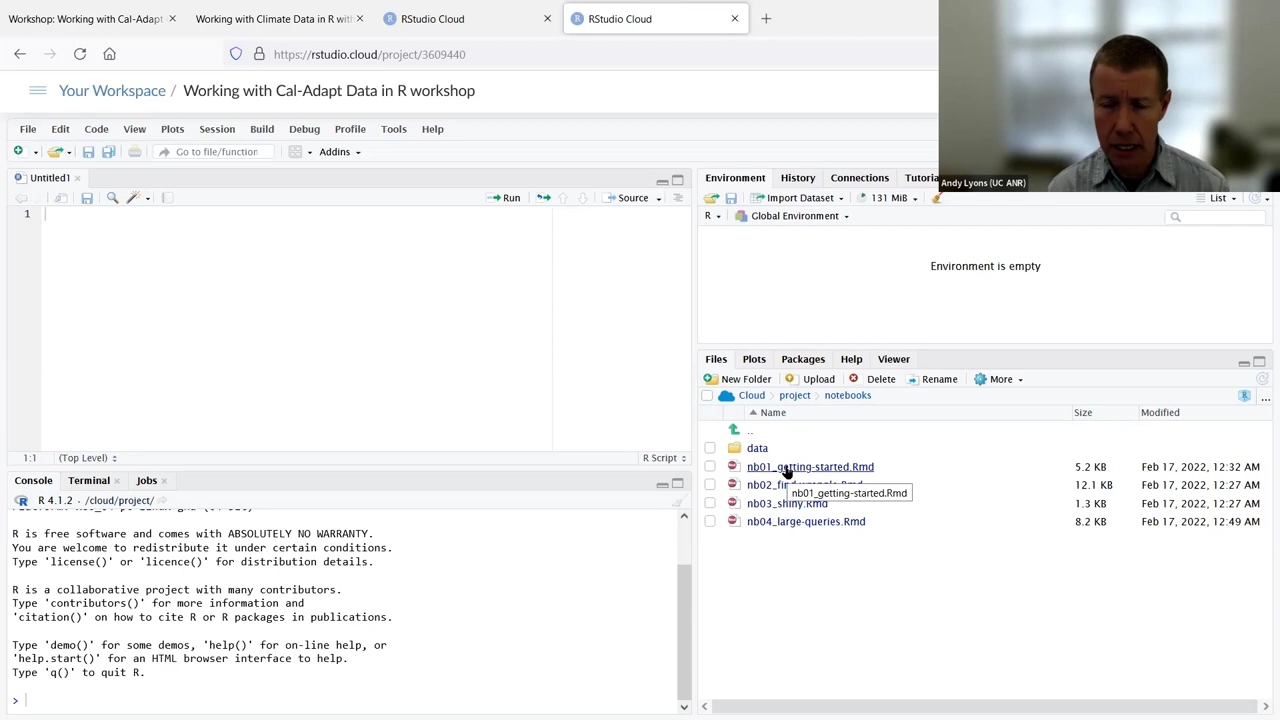 Workshop: Working with Cal-Adapt
Working with Climate Data in R with
RStudio Cloud
RStudio Cloud
https://rstudio.cloud/project/3609440
Your Workspace / Working with Cal-Adapt Data in R workshop
Andy Lyons (UC ANR)
File Edit Code View Plots Session Build Debug Profile Tools Help
Go to file/function Addins
Untitled1
Run Source
1
1:1 (Top Level) R Script
Console Terminal Jobs
R 4.1.2 · /cloud/project/
R is free software and comes with ABSOLUTELY NO WARRANTY.
You are welcome to redistribute it under certain conditions.
Type 'license()' or 'licence()' for distribution details.
R is a collaborative project with many contributors.
Type 'contributors()' for more information and
'citation()' on how to cite R or R packages in publications.
Type 'demo()' for some demos, 'help()' for on-line help, or
'help.start()' for an HTML browser interface to help.
Type 'q()' to quit R.
>
Environment History Connections Tutoria
Import Dataset 131 MiB List
R Global Environment
Environment is empty
Files Plots Packages Help Viewer
New Folder Upload Delete Rename More
Cloud project notebooks
Name Size Modified
..
data
nb01_getting-started.Rmd 5.2 KB Feb 17, 2022, 12:32 AM
12.1 KB Feb 17, 2022, 12:27 AM
nb01_getting-started.Rmd
nb03_shiny.Rmd 1.3 KB Feb 17, 2022, 12:27 AM
nb04_large-queries.Rmd 8.2 KB Feb 17, 2022, 12:49 AM